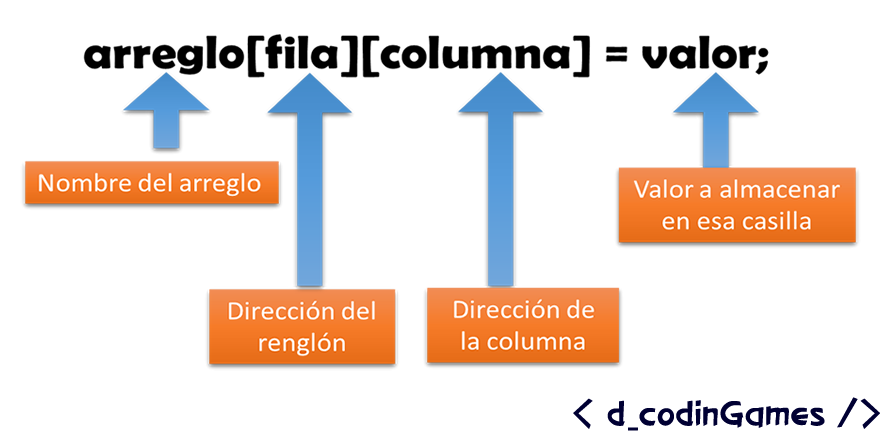 arreglo[fila][columna] = valor;
Nombre del arreglo
Valor a almacenar
en esa casilla
Dirección del
renglón
Dirección de
la columna
< d_codinGames />